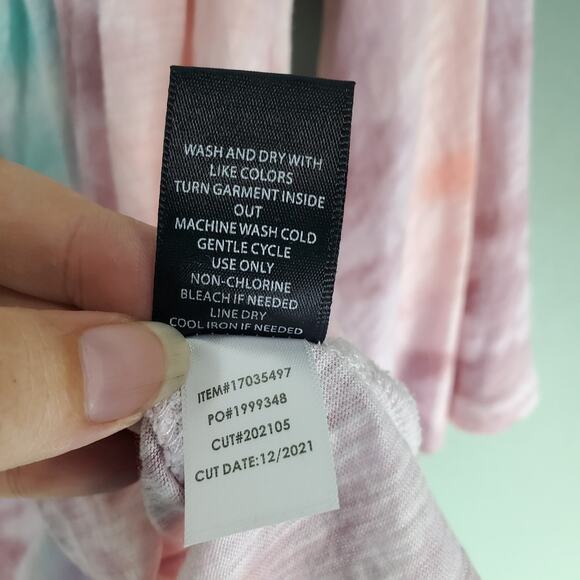 WASH AND DRY WITH
LIKE COLORS
TURN GARMENT INSIDE
OUT
MACHINE WASH COLD
GENTLE CYCLE
USE ONLY
NON-CHLORINE
BLEACH IF NEEDED
LINE DRY
COOL IRON IF NEEDED
ITEM#17035497
PO#1999348
CUT#202105
CUT DATE:12/2021